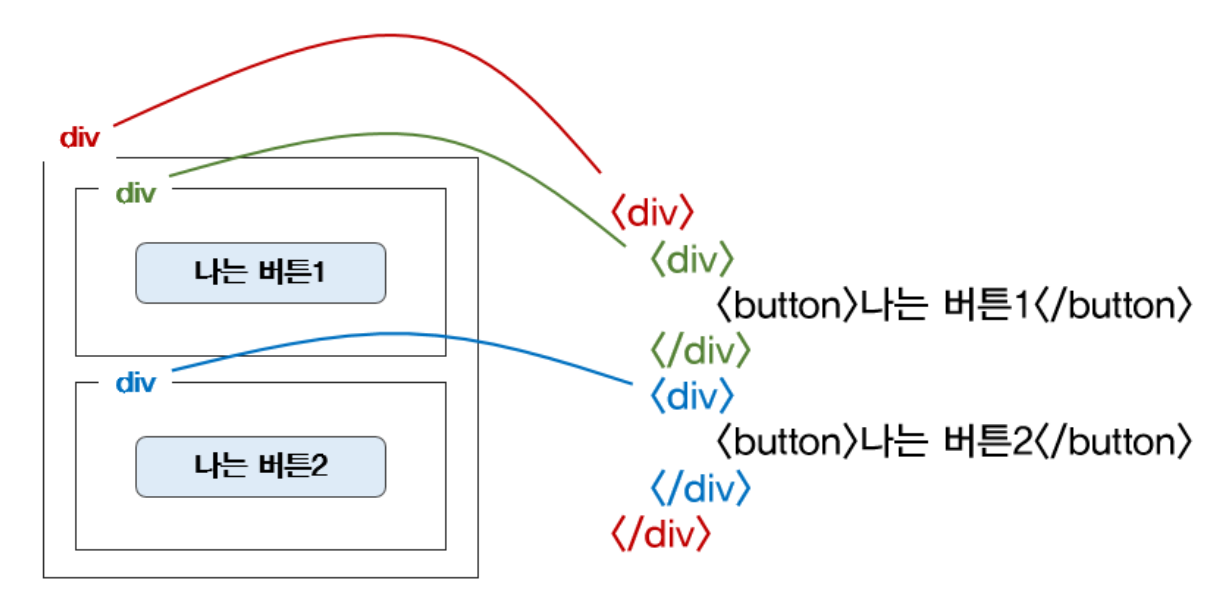 div
div
나는 버튼1
div
나는 버튼2
<div>
<div>
<button>나는 버튼1</button>
</div>
<div>
<button>나는 버튼2</button>
</div>
</div>